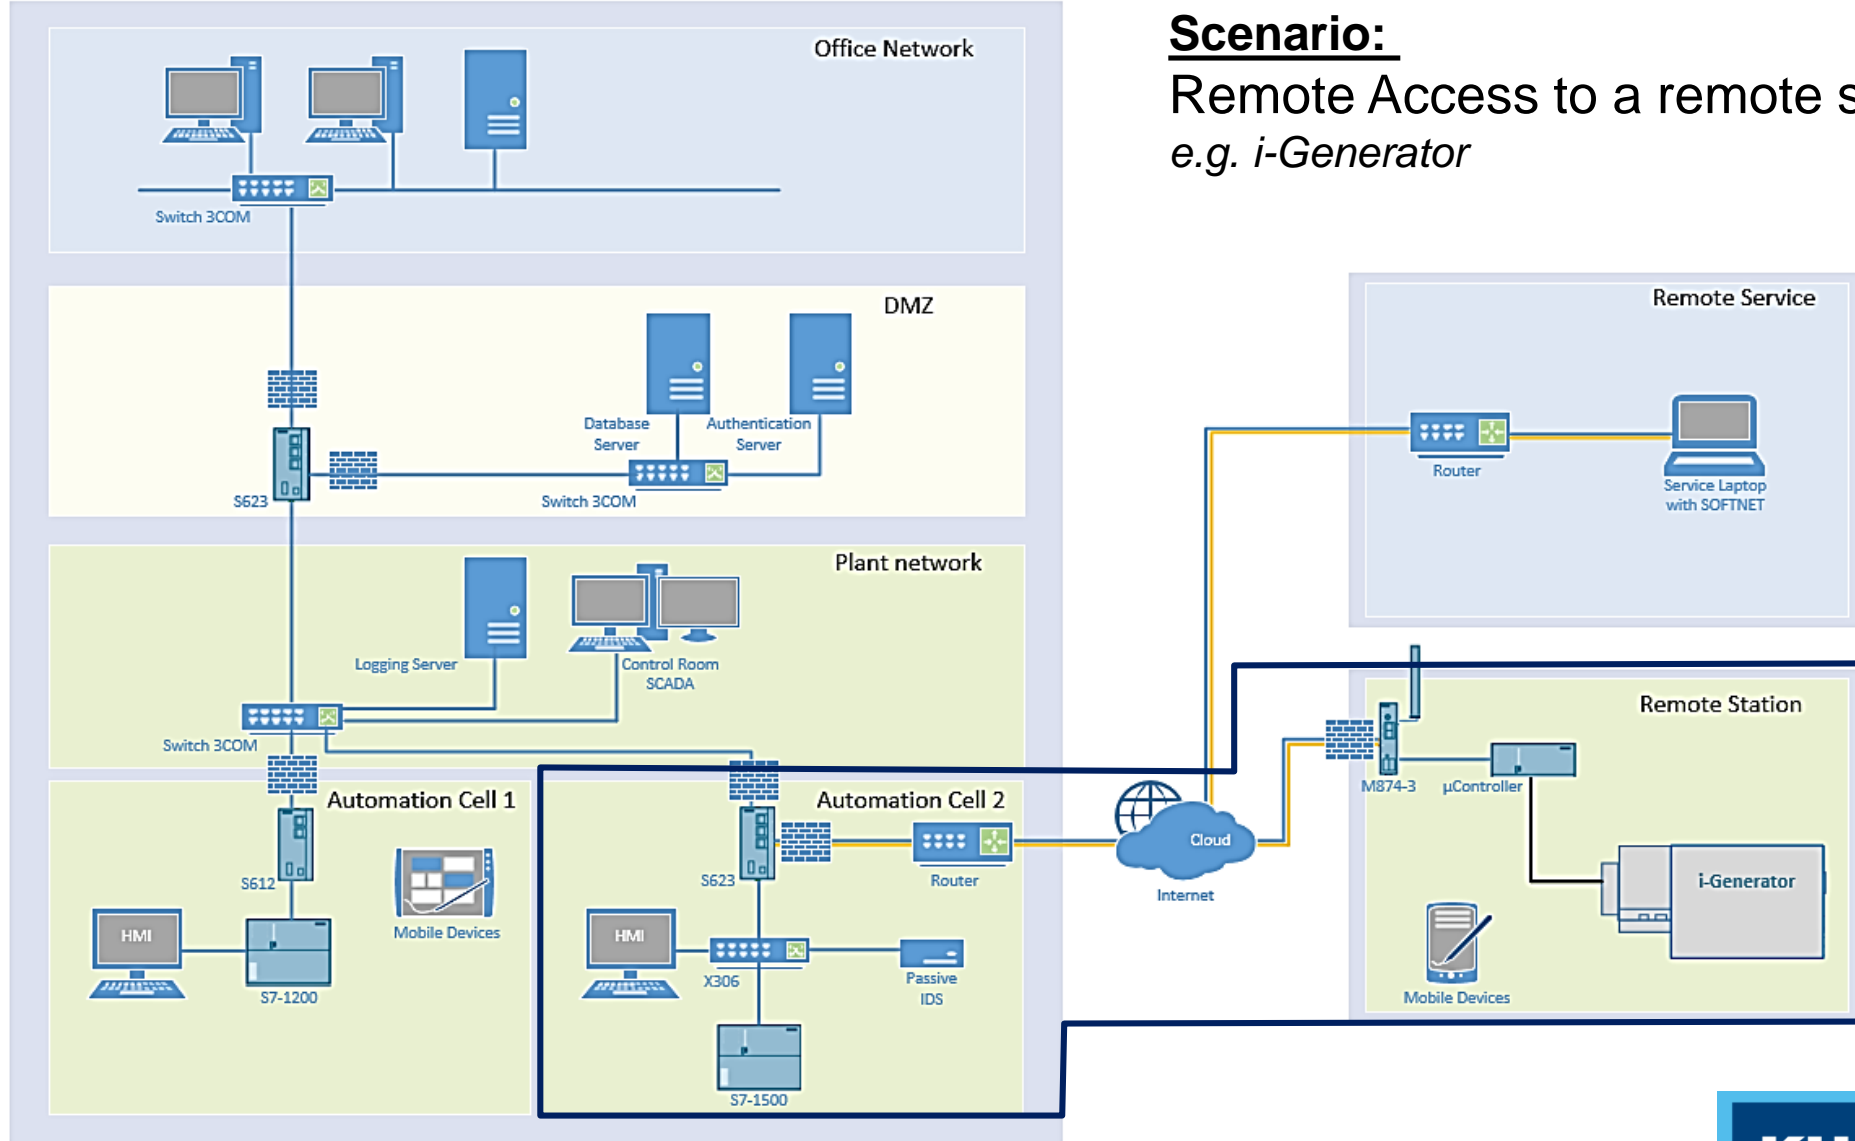 Scenario:
Remote Access to a remote s
e.g. i-Generator
Office Network
Switch 3COM
DMZ
Database
Server
Authentication
Server
S623
Switch 3COM
Plant network
Logging Server
Control Room
SCADA
Switch 3COM
Automation Cell 1
S612
HMI
S7-1200
Mobile Devices
Automation Cell 2
S623
Router
HMI
X306
Passive
IDS
S7-1500
Cloud
Internet
Remote Service
Router
Service Laptop
with SOFTNET
Remote Station
M874-3
µController
i-Generator
Mobile Devices